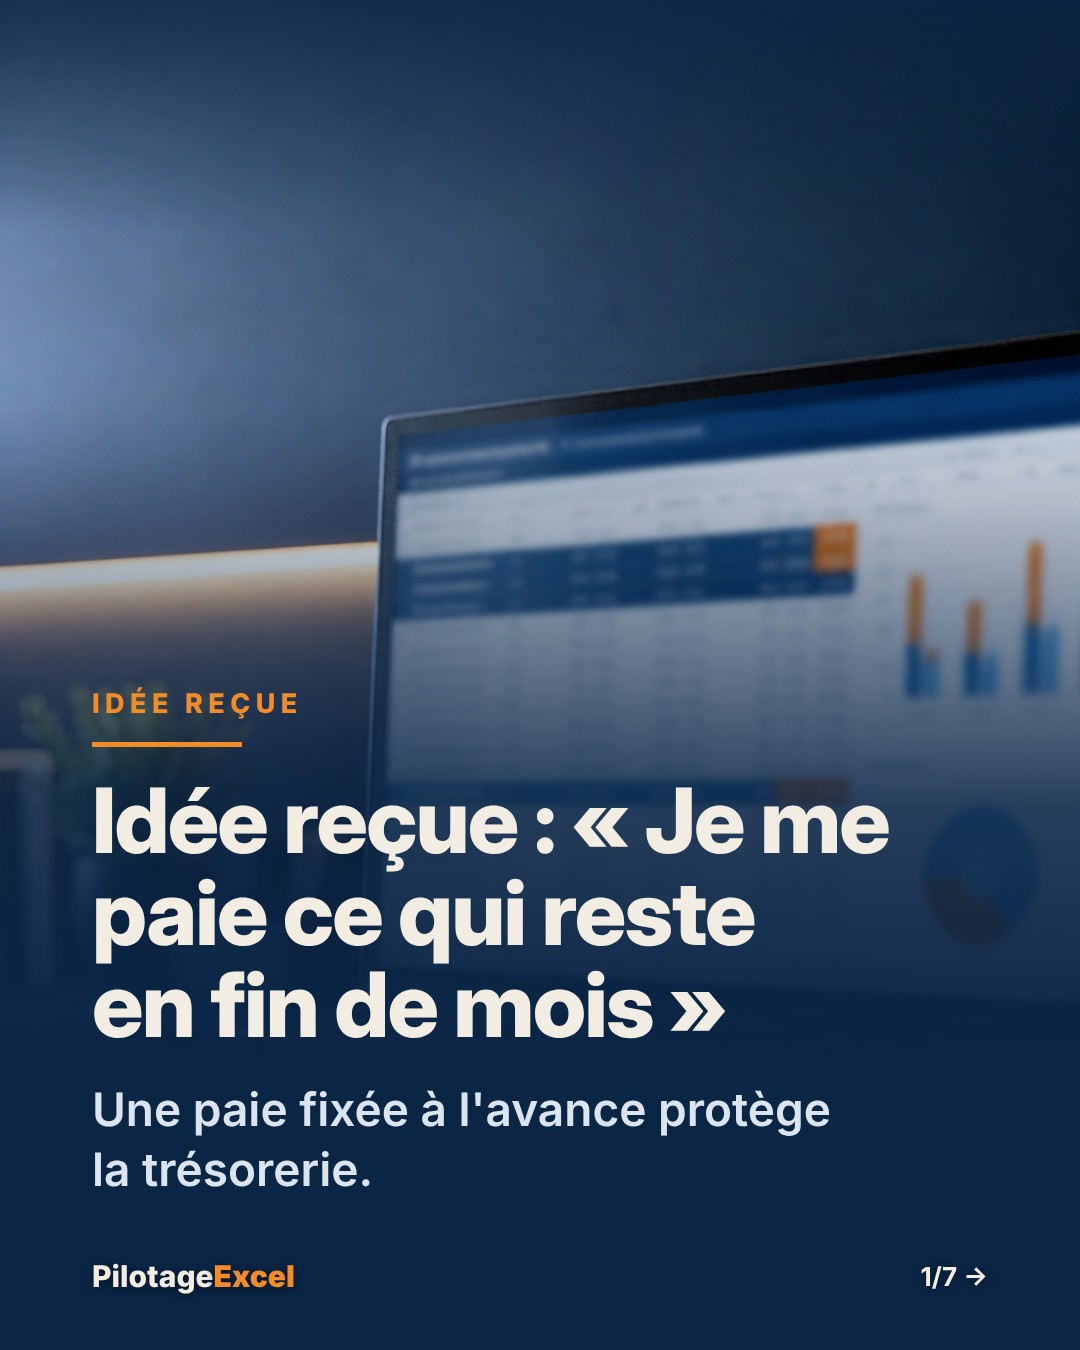 IDÉE REÇUE
Idée reçue : « Je me
paie ce qui reste
en fin de mois »
Une paie fixée à l'avance protège
la trésorerie.
PilotageExcel
1/7 →